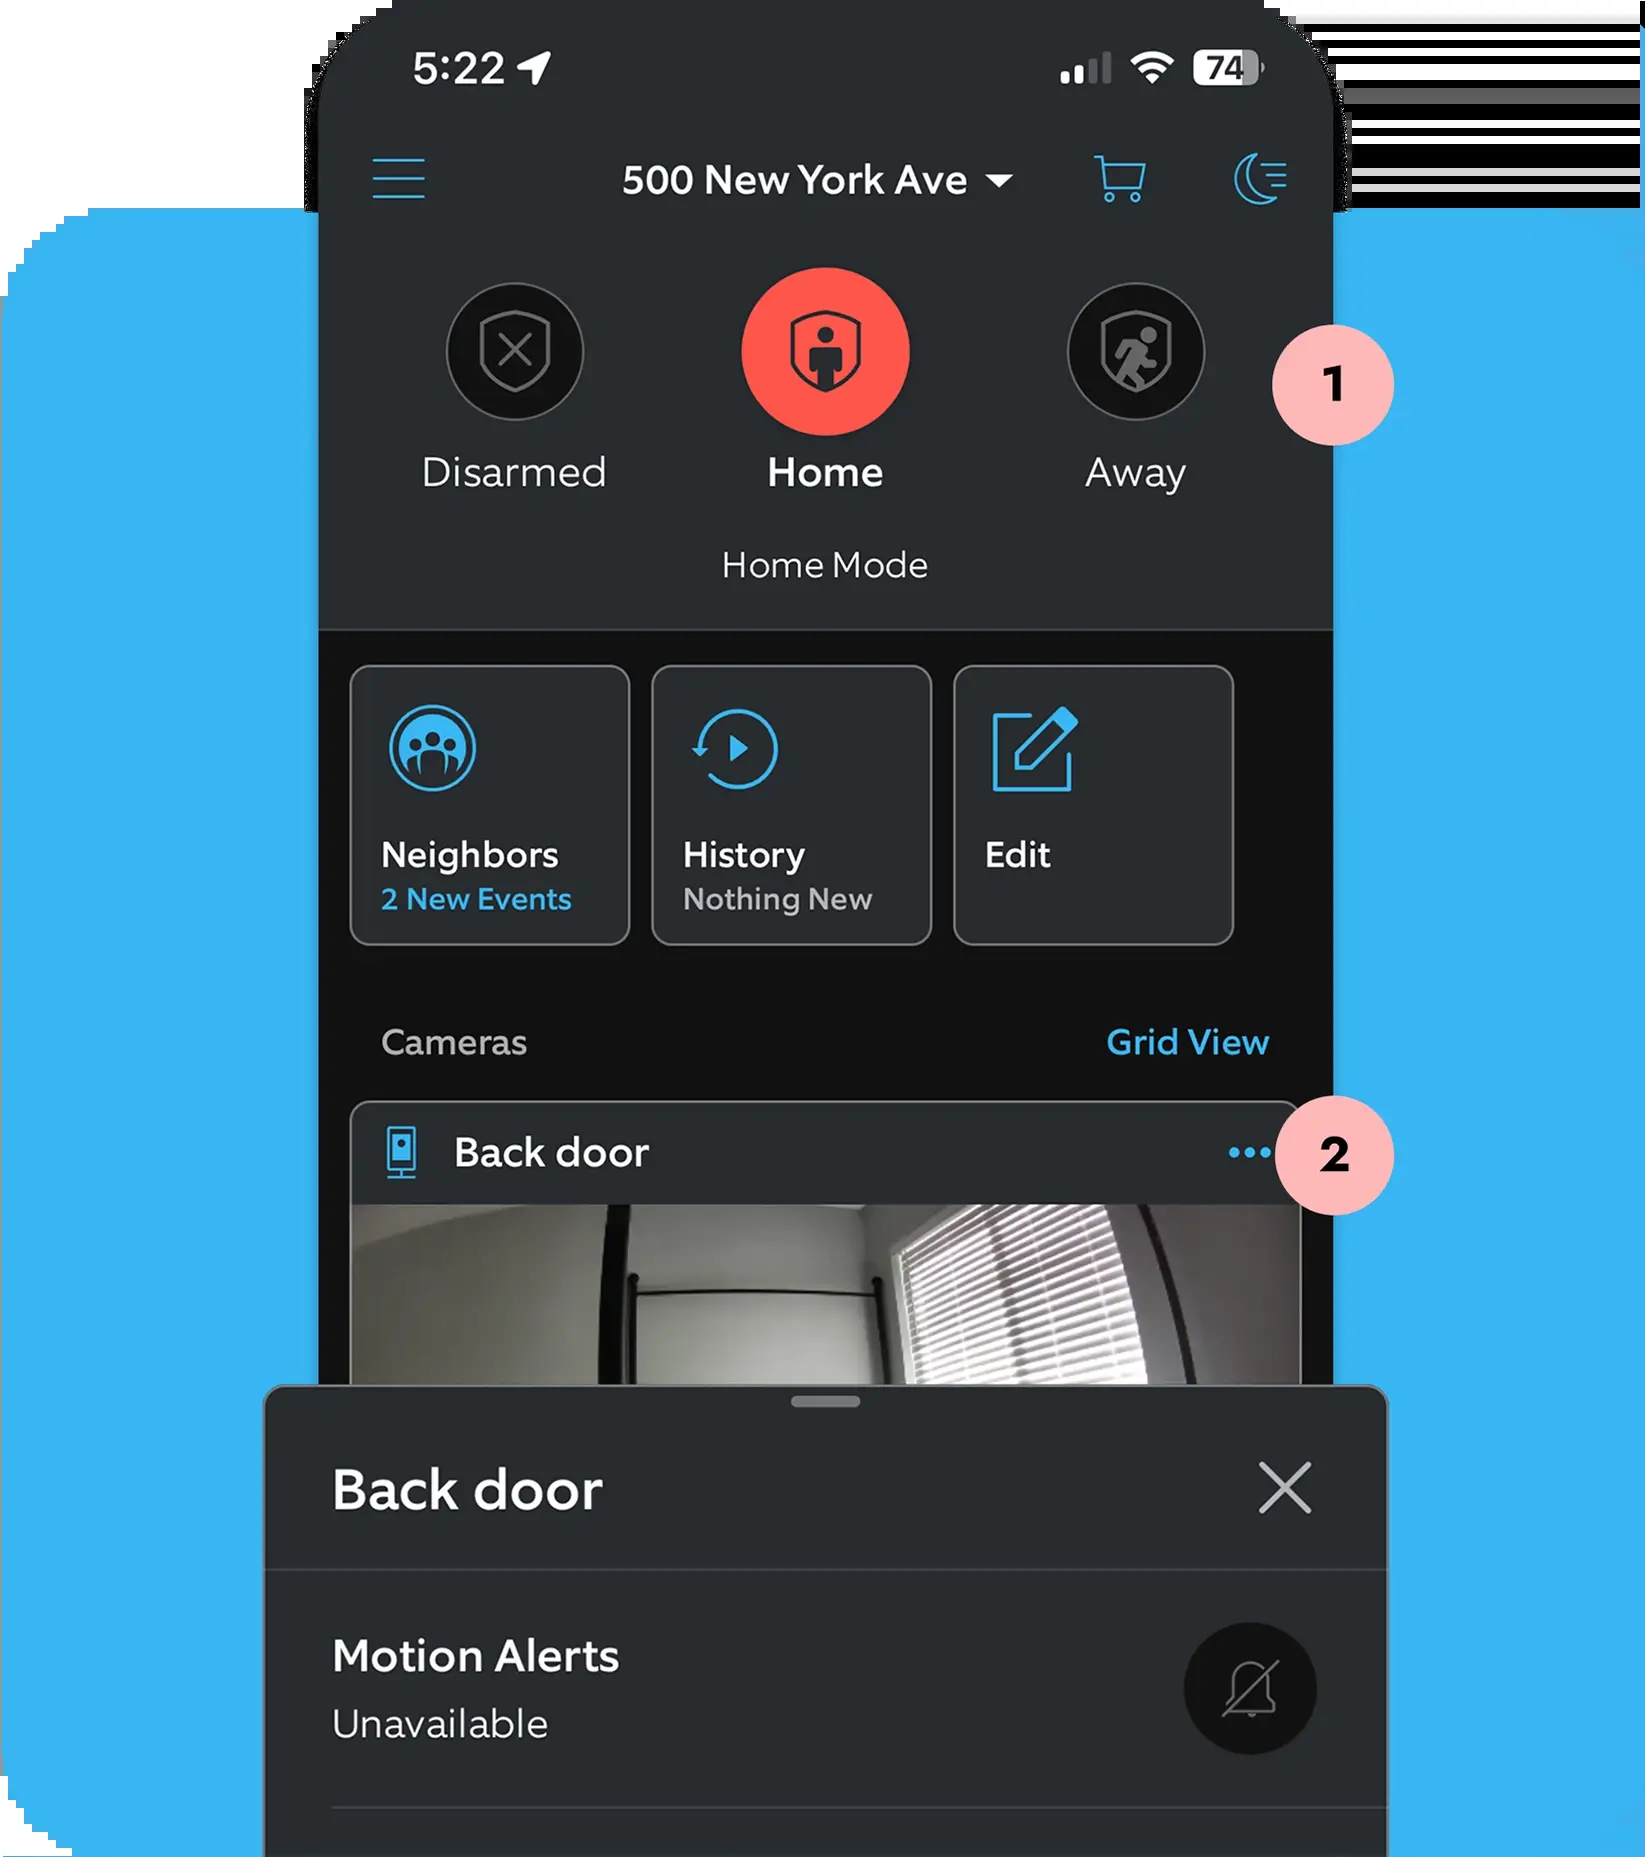 5:22
74
500 New York Ave
Disarmed
Home
Away
1
Home Mode
Neighbors
2 New Events
History
Nothing New
Edit
Cameras
Grid View
Back door
2
Back door
Motion Alerts
Unavailable